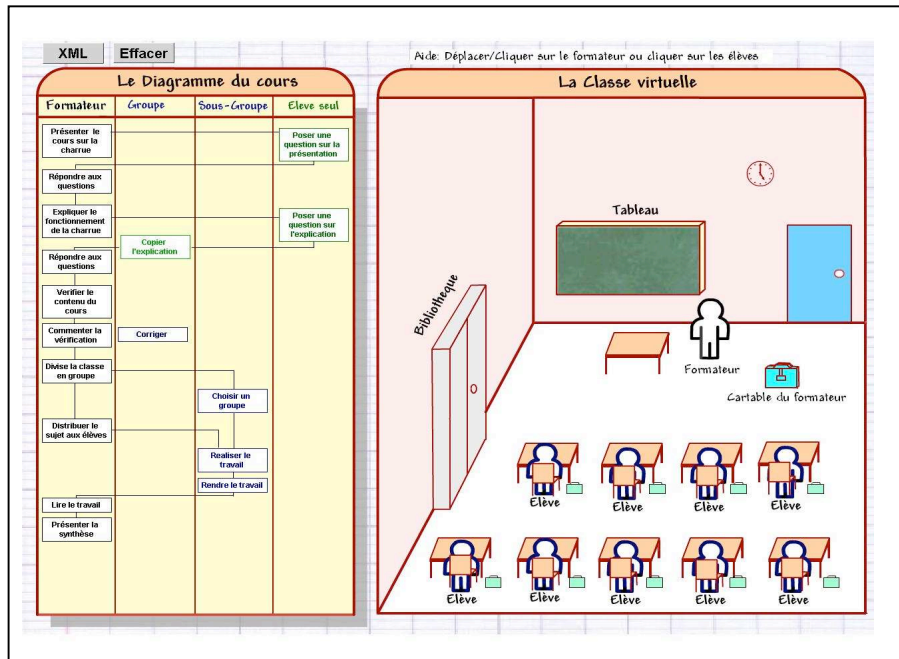 XML
Effacer
Aide: Déplacer/Cliquer sur le formateur ou cliquer sur les élèves
Le Diagramme du cours
Formateur
Groupe
Sous-Groupe
Eleve seul
Présenter le
cours sur la
charrue
Poser une
question sur la
présentation
Répondre aux
questions
Expliquer le
fonctionnement
de la charrue
Poser une
question sur
l'explication
Copier
l'explication
Répondre aux
questions
Verifier le
contenu du
cours
Commenter la
vérification
Corriger
Divise la classe
en groupe
Choisir un
groupe
Distribuer le
sujet aux élèves
Realiser le
travail
Rendre le travail
Lire le travail
Présenter la
synthèse
La Classe virtuelle
Tableau
Bibliotheque
Formateur
Cartable du formateur
Elève
Elève
Elève
Elève
Elève
Elève
Elève
Elève
Elève